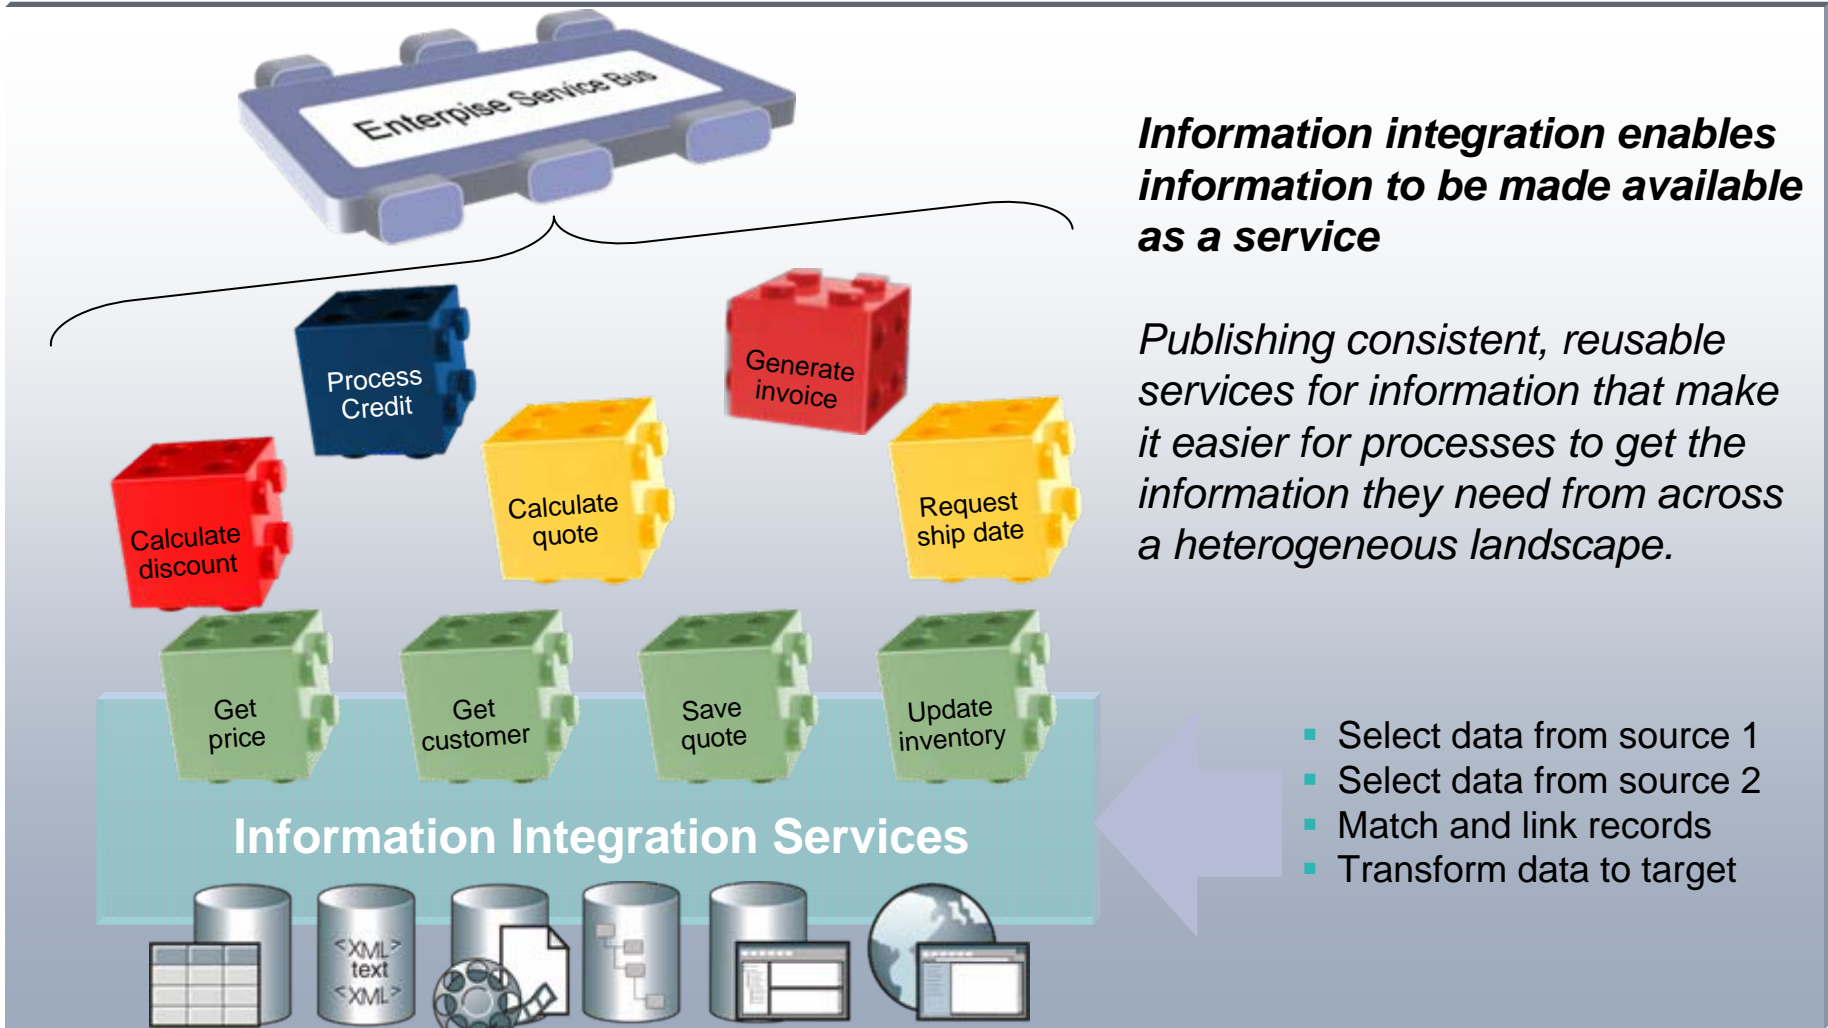 Enterpise Service Bus
Information integration enables
information to be made available
as a service
Publishing consistent, reusable
services for information that make
it easier for processes to get the
information they need from across
a heterogeneous landscape.
Process
Credit
Generate
invoice
Calculate
discount
Calculate
quote
Request
ship date
Get
price
Get
customer
Save
quote
Update
inventory
Information Integration Services
▪ Select data from source 1
▪ Select data from source 2
▪ Match and link records
▪ Transform data to target
<XML>
text
<XML>